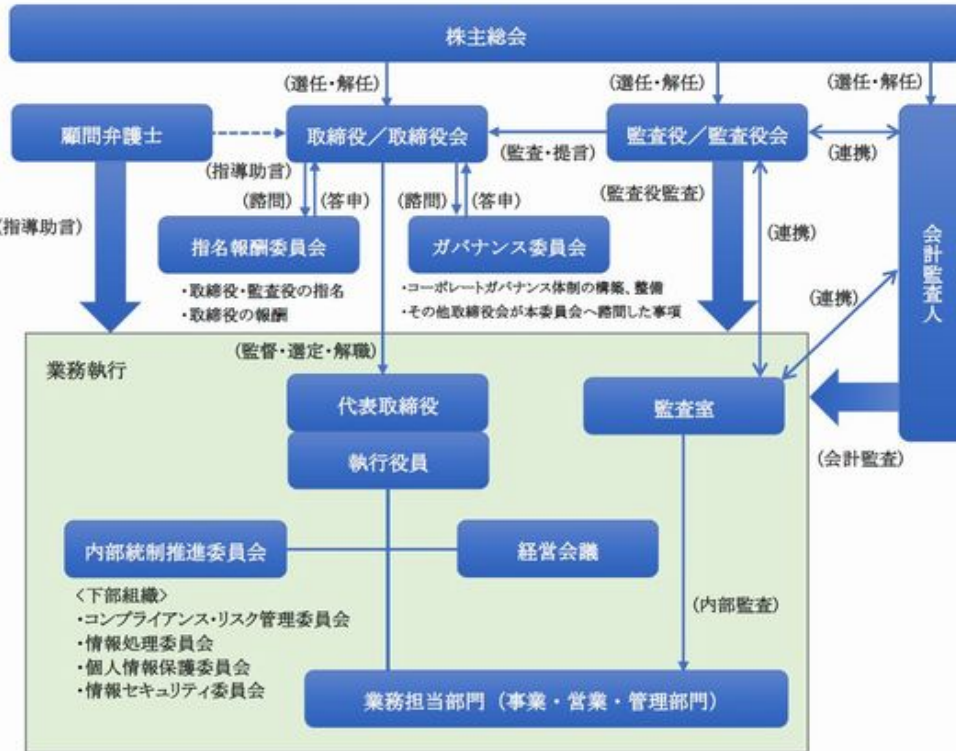 株主総会
(選任・解任)
(選任・解任)
(選任・解任)
顧問弁護士
取締役／取締役会
監査役／監査役会
(監査・提言)
(連携)
(指導助言)
(諮問)
(答申)
(諮問)
(答申)
(監査役監査)
(指導助言)
指名報酬委員会
ガバナンス委員会
(連携)
会計監査人
・取締役・監査役の指名
・取締役の報酬
・コーポレートガバナンス体制の構築、整備
・その他取締役会が本委員会へ諮問した事項
(連携)
業務執行
(監督・選定・解職)
代表取締役
監査室
執行役員
(会計監査)
内部統制推進委員会
経営会議
〈下部組織〉
・コンプライアンス・リスク管理委員会
・情報処理委員会
・個人情報保護委員会
・情報セキュリティ委員会
(内部監査)
業務担当部門（事業・営業・管理部門）